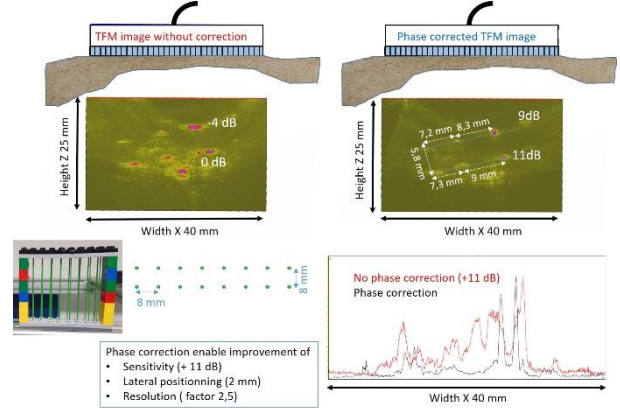 TFM image without correction
Phase corrected TFM image
Height Z 25 mm
-4 dB
0 dB
Width X 40 mm
Height Z 25 mm
9dB
7,2 mm
8,3 mm
5,8 mm
11dB
7,3 mm
9 mm
Width X 40 mm
8 mm
8 mm
No phase correction (+11 dB)
Phase correction
Width X 40 mm
Phase correction enable improvement of
• Sensitivity (+ 11 dB)
• Lateral positionning (2 mm)
• Resolution ( factor 2,5)